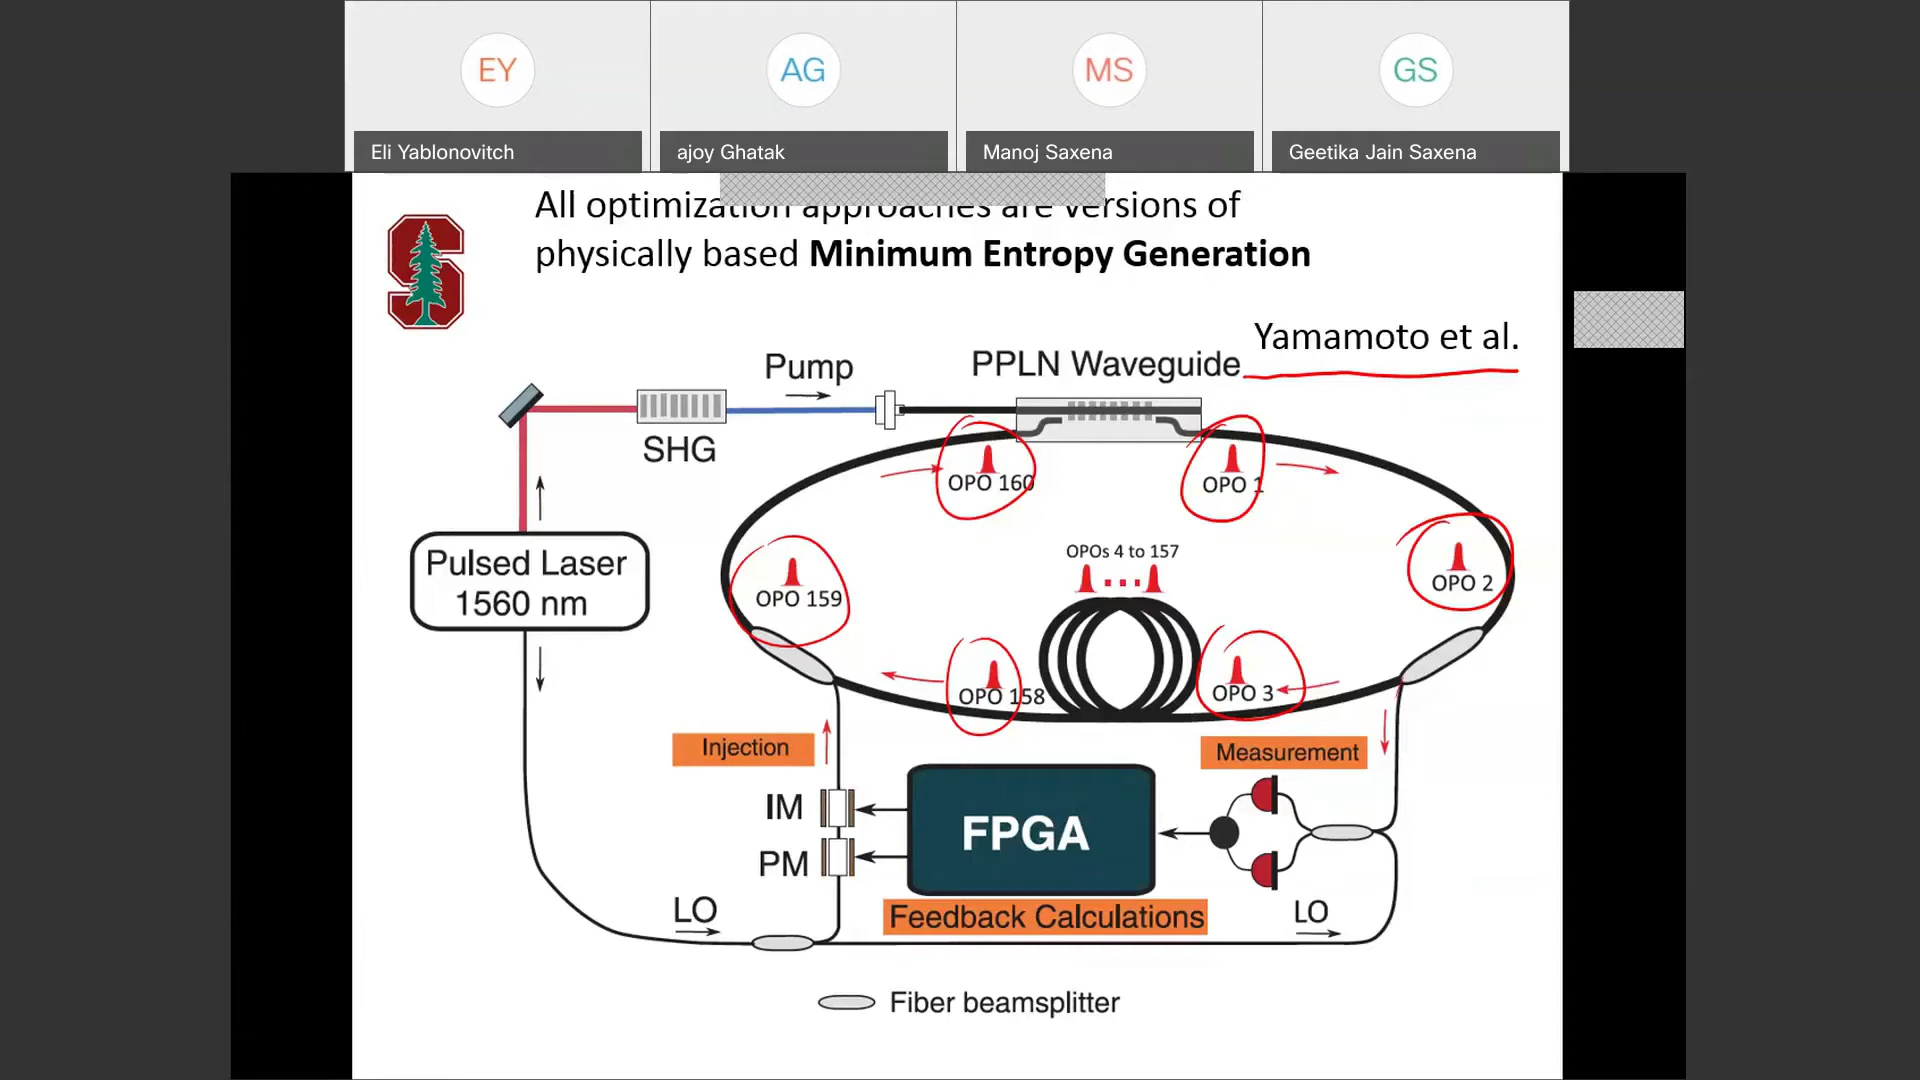 EY
AG
MS
GS
Eli Yablonovitch
ajoy Ghatak
Manoj Saxena
Geetika Jain Saxena
All optimization approaches are versions of
physically based Minimum Entropy Generation
Yamamoto et al.
Pump
PPLN Waveguide
SHG
OPO 160
OPO 1
OPOs 4 to 157
Pulsed Laser
1560 nm
OPO 2
OPO 159
OPO 158
OPO 3
Injection
Measurement
IM
FPGA
PM
LO
Feedback Calculations
LO
Fiber beamsplitter